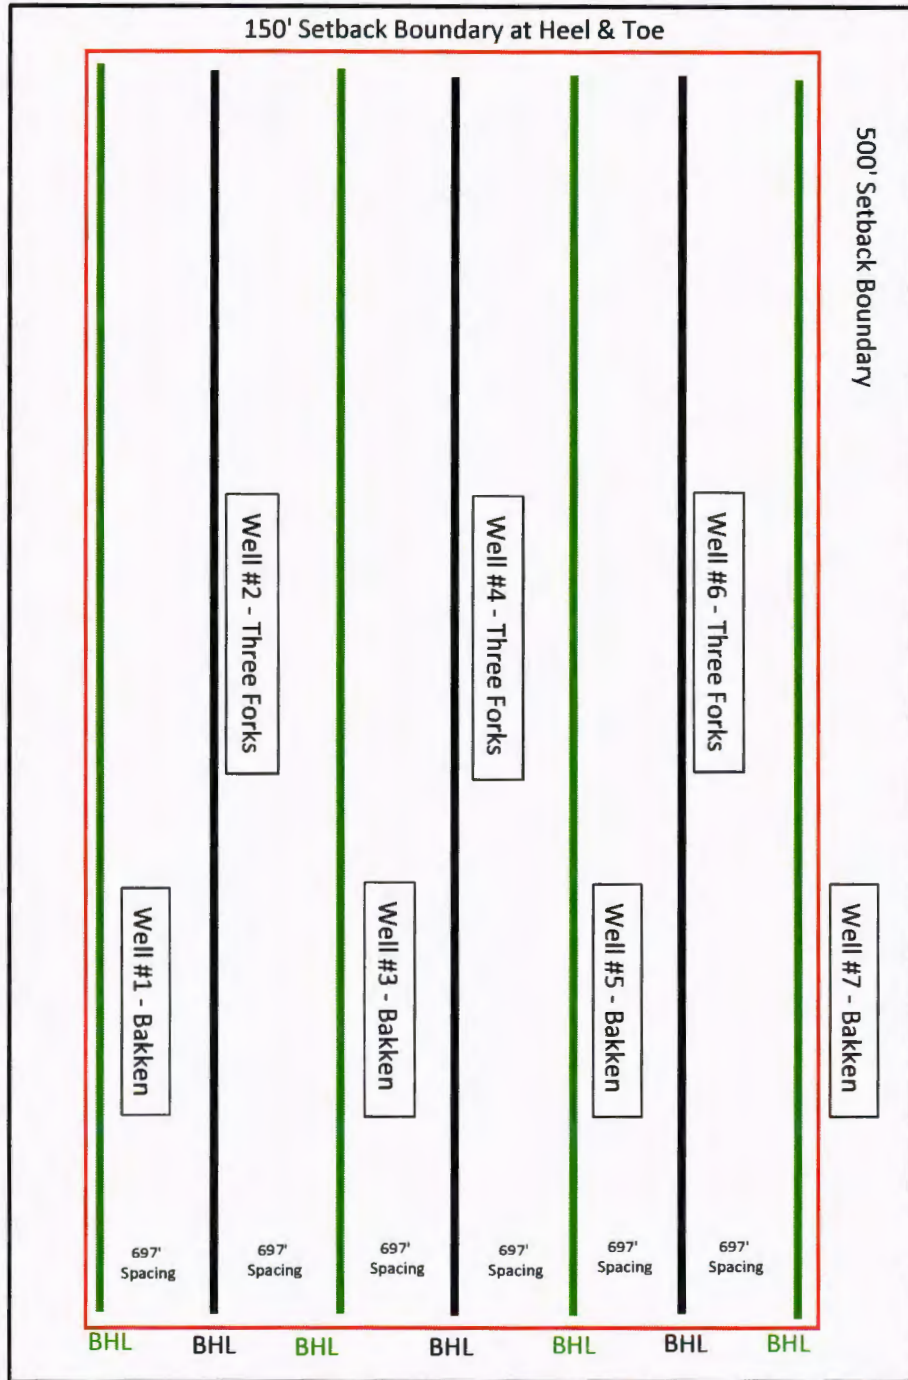 150' Setback Boundary at Heel & Toe
500' Setback Boundary
Well #2 - Three Forks
Well #4 - Three Forks
Well #6 - Three Forks
Well #1 - Bakken
Well #3 - Bakken
Well #5 - Bakken
Well #7 - Bakken
697'
Spacing
697'
Spacing
697'
Spacing
697'
Spacing
697'
Spacing
697'
Spacing
BHL
BHL
BHL
BHL
BHL
BHL
BHL